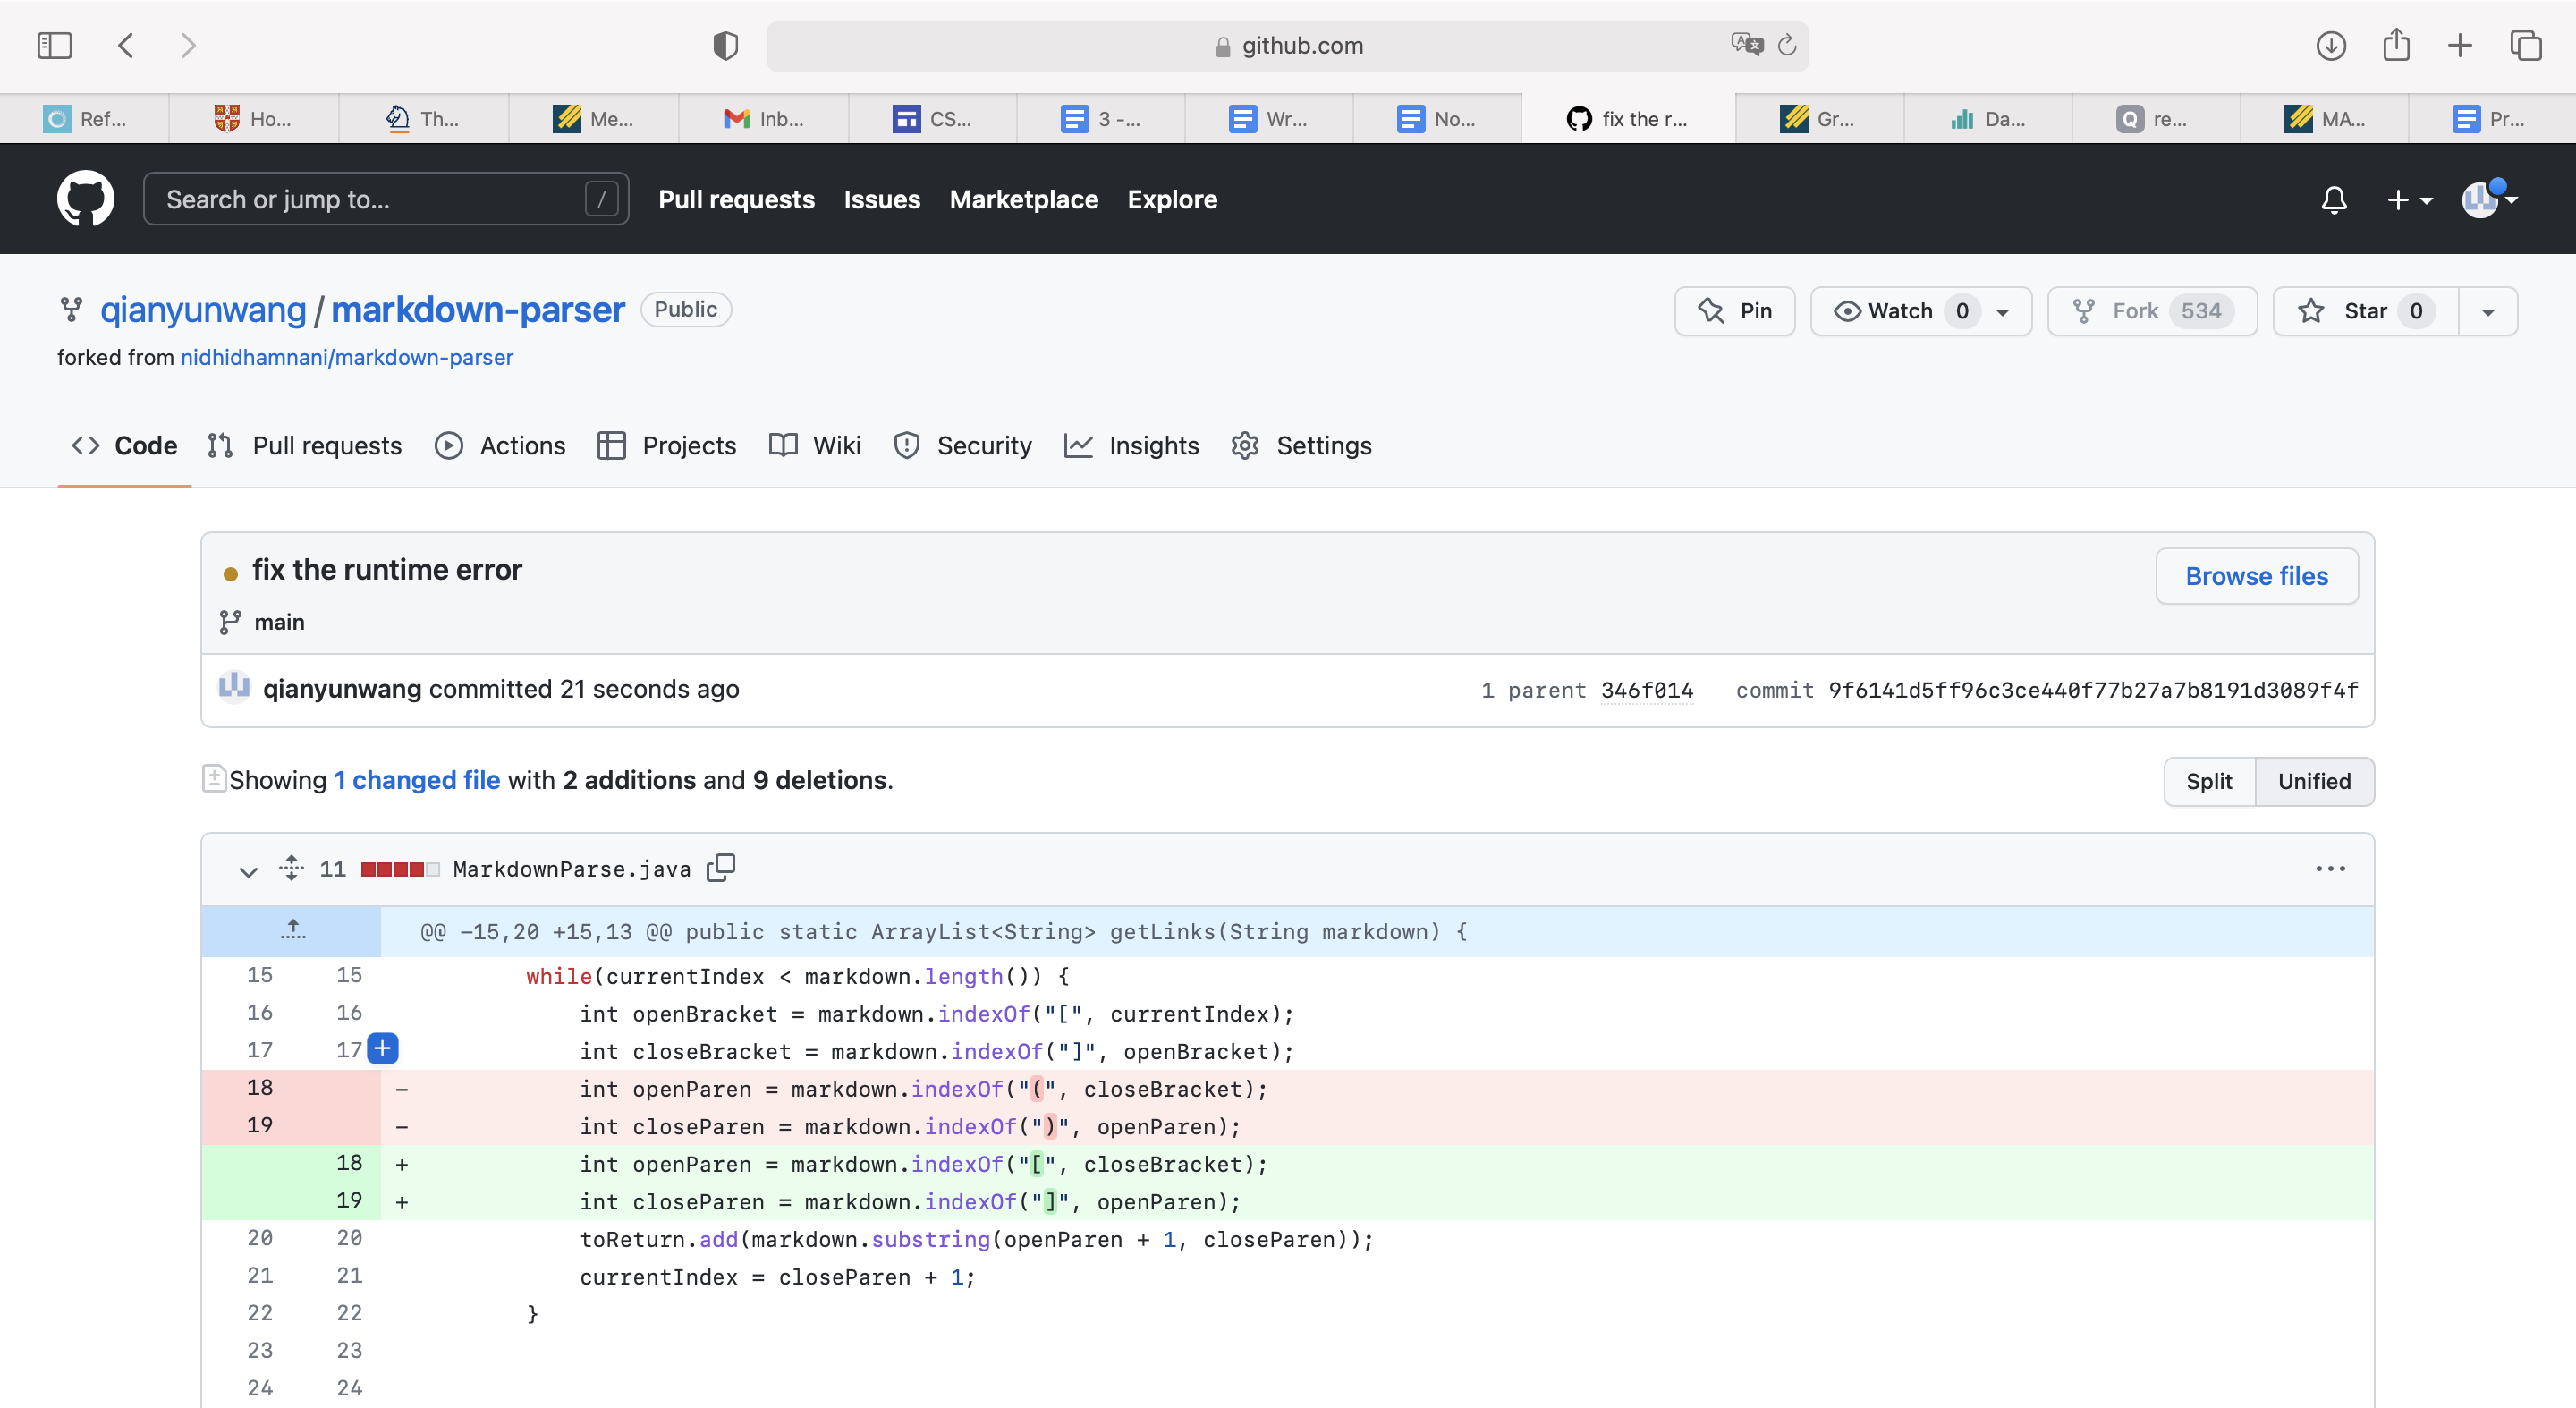 github.com
Ref...
Ho...
Th...
Me...
Inb...
CS...
3 -...
Wr...
No...
fix the r...
Gr...
Da...
Q re...
MA...
Pr...
Search or jump to... /
Pull requests
Issues
Marketplace
Explore
qianyunwang / markdown-parser Public
Pin
Watch 0
Fork 534
Star 0
forked from nidhidhamnani/markdown-parser
Code
Pull requests
Actions
Projects
Wiki
Security
Insights
Settings
fix the runtime error
Browse files
main
qianyunwang committed 21 seconds ago
1 parent 346f014 commit 9f6141d5ff96c3ce440f77b27a7b8191d3089f4f
Showing 1 changed file with 2 additions and 9 deletions.
Split Unified
11 MarkdownParse.java
@@ -15,20 +15,13 @@ public static ArrayList<String> getLinks(String markdown) {
15 15 while(currentIndex < markdown.length()) {
16 16 int openBracket = markdown.indexOf("[", currentIndex);
17 17 + int closeBracket = markdown.indexOf("]", openBracket);
18 - int openParen = markdown.indexOf("(", closeBracket);
19 - int closeParen = markdown.indexOf(")", openParen);
18 + int openParen = markdown.indexOf("[", closeBracket);
19 + int closeParen = markdown.indexOf("]", openParen);
20 20 toReturn.add(markdown.substring(openParen + 1, closeParen));
21 21 currentIndex = closeParen + 1;
22 22 }
23 23
24 24